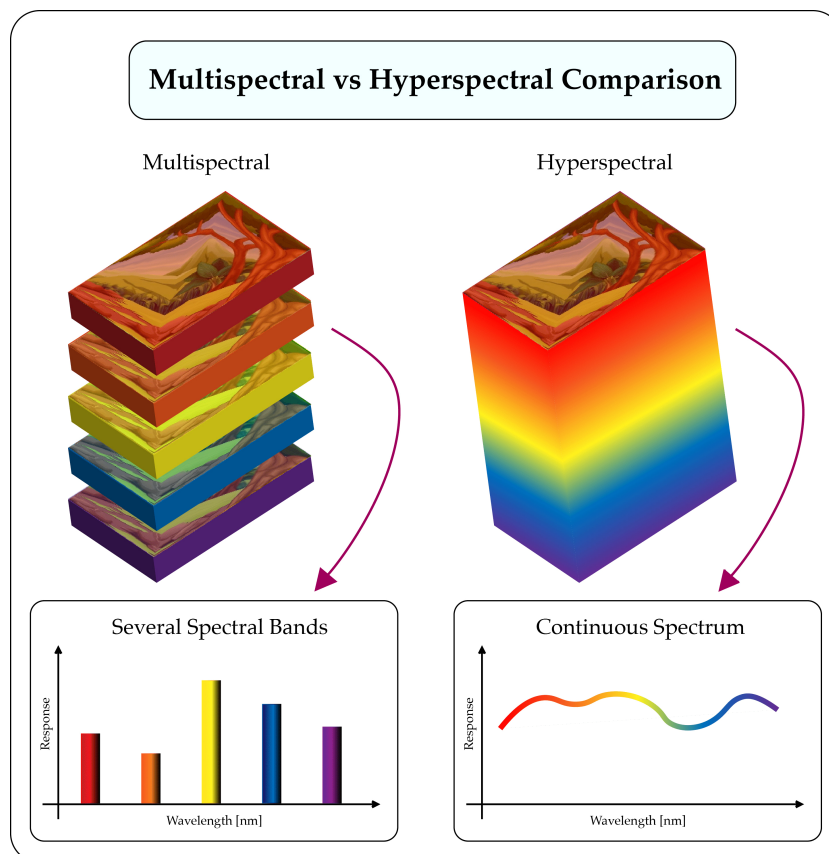 Multispectral vs Hyperspectral Comparison
Multispectral
Hyperspectral
Several Spectral Bands
Response
Wavelength [nm]
Continuous Spectrum
Response
Wavelength [nm]